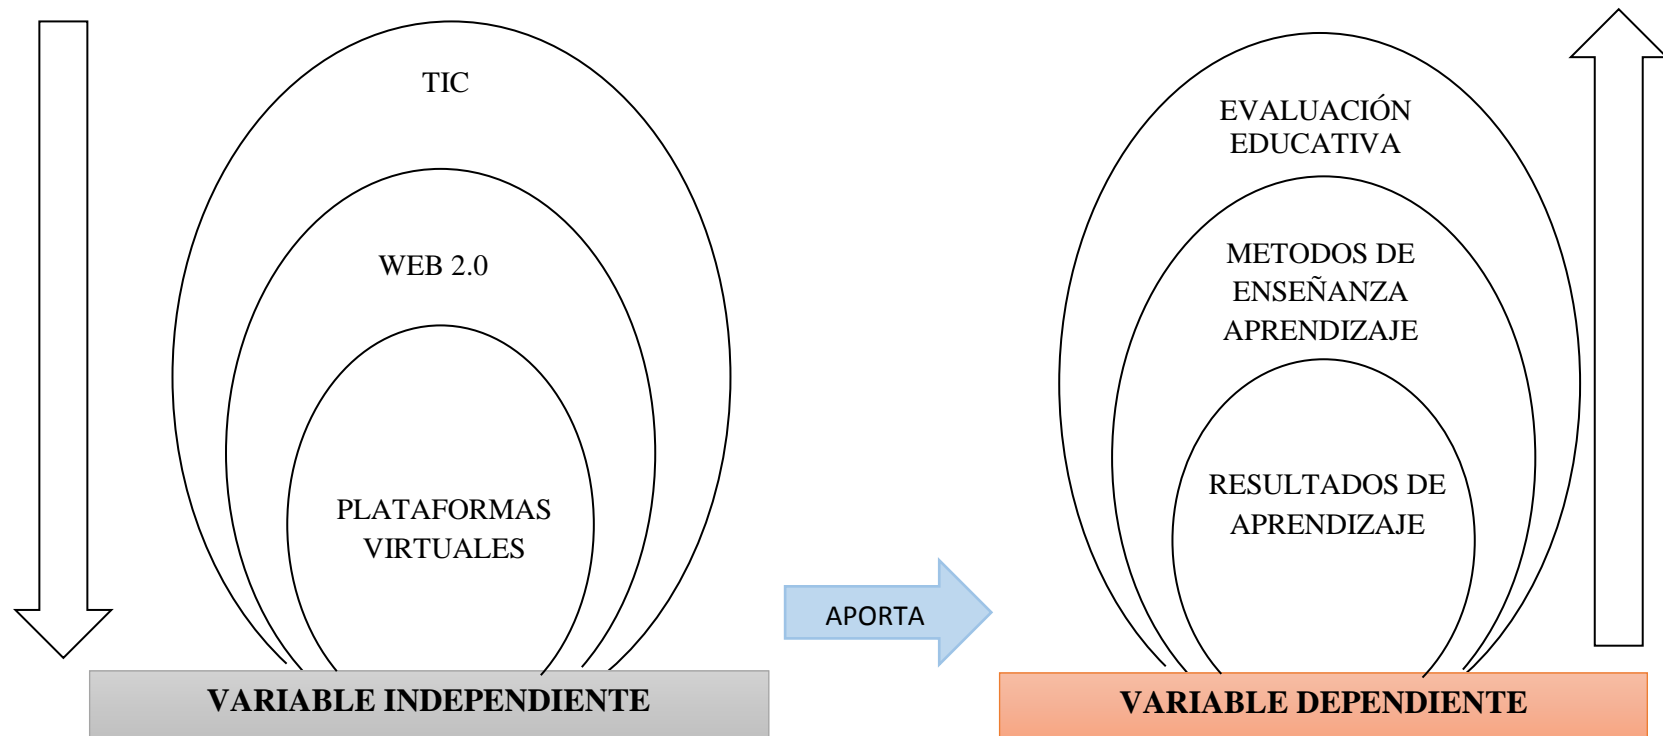 TIC
WEB 2.0
PLATAFORMAS
VIRTUALES
VARIABLE INDEPENDIENTE
APORTA
EVALUACIÓN
EDUCATIVA
METODOS DE
ENSEÑANZA
APRENDIZAJE
RESULTADOS DE
APRENDIZAJE
VARIABLE DEPENDIENTE